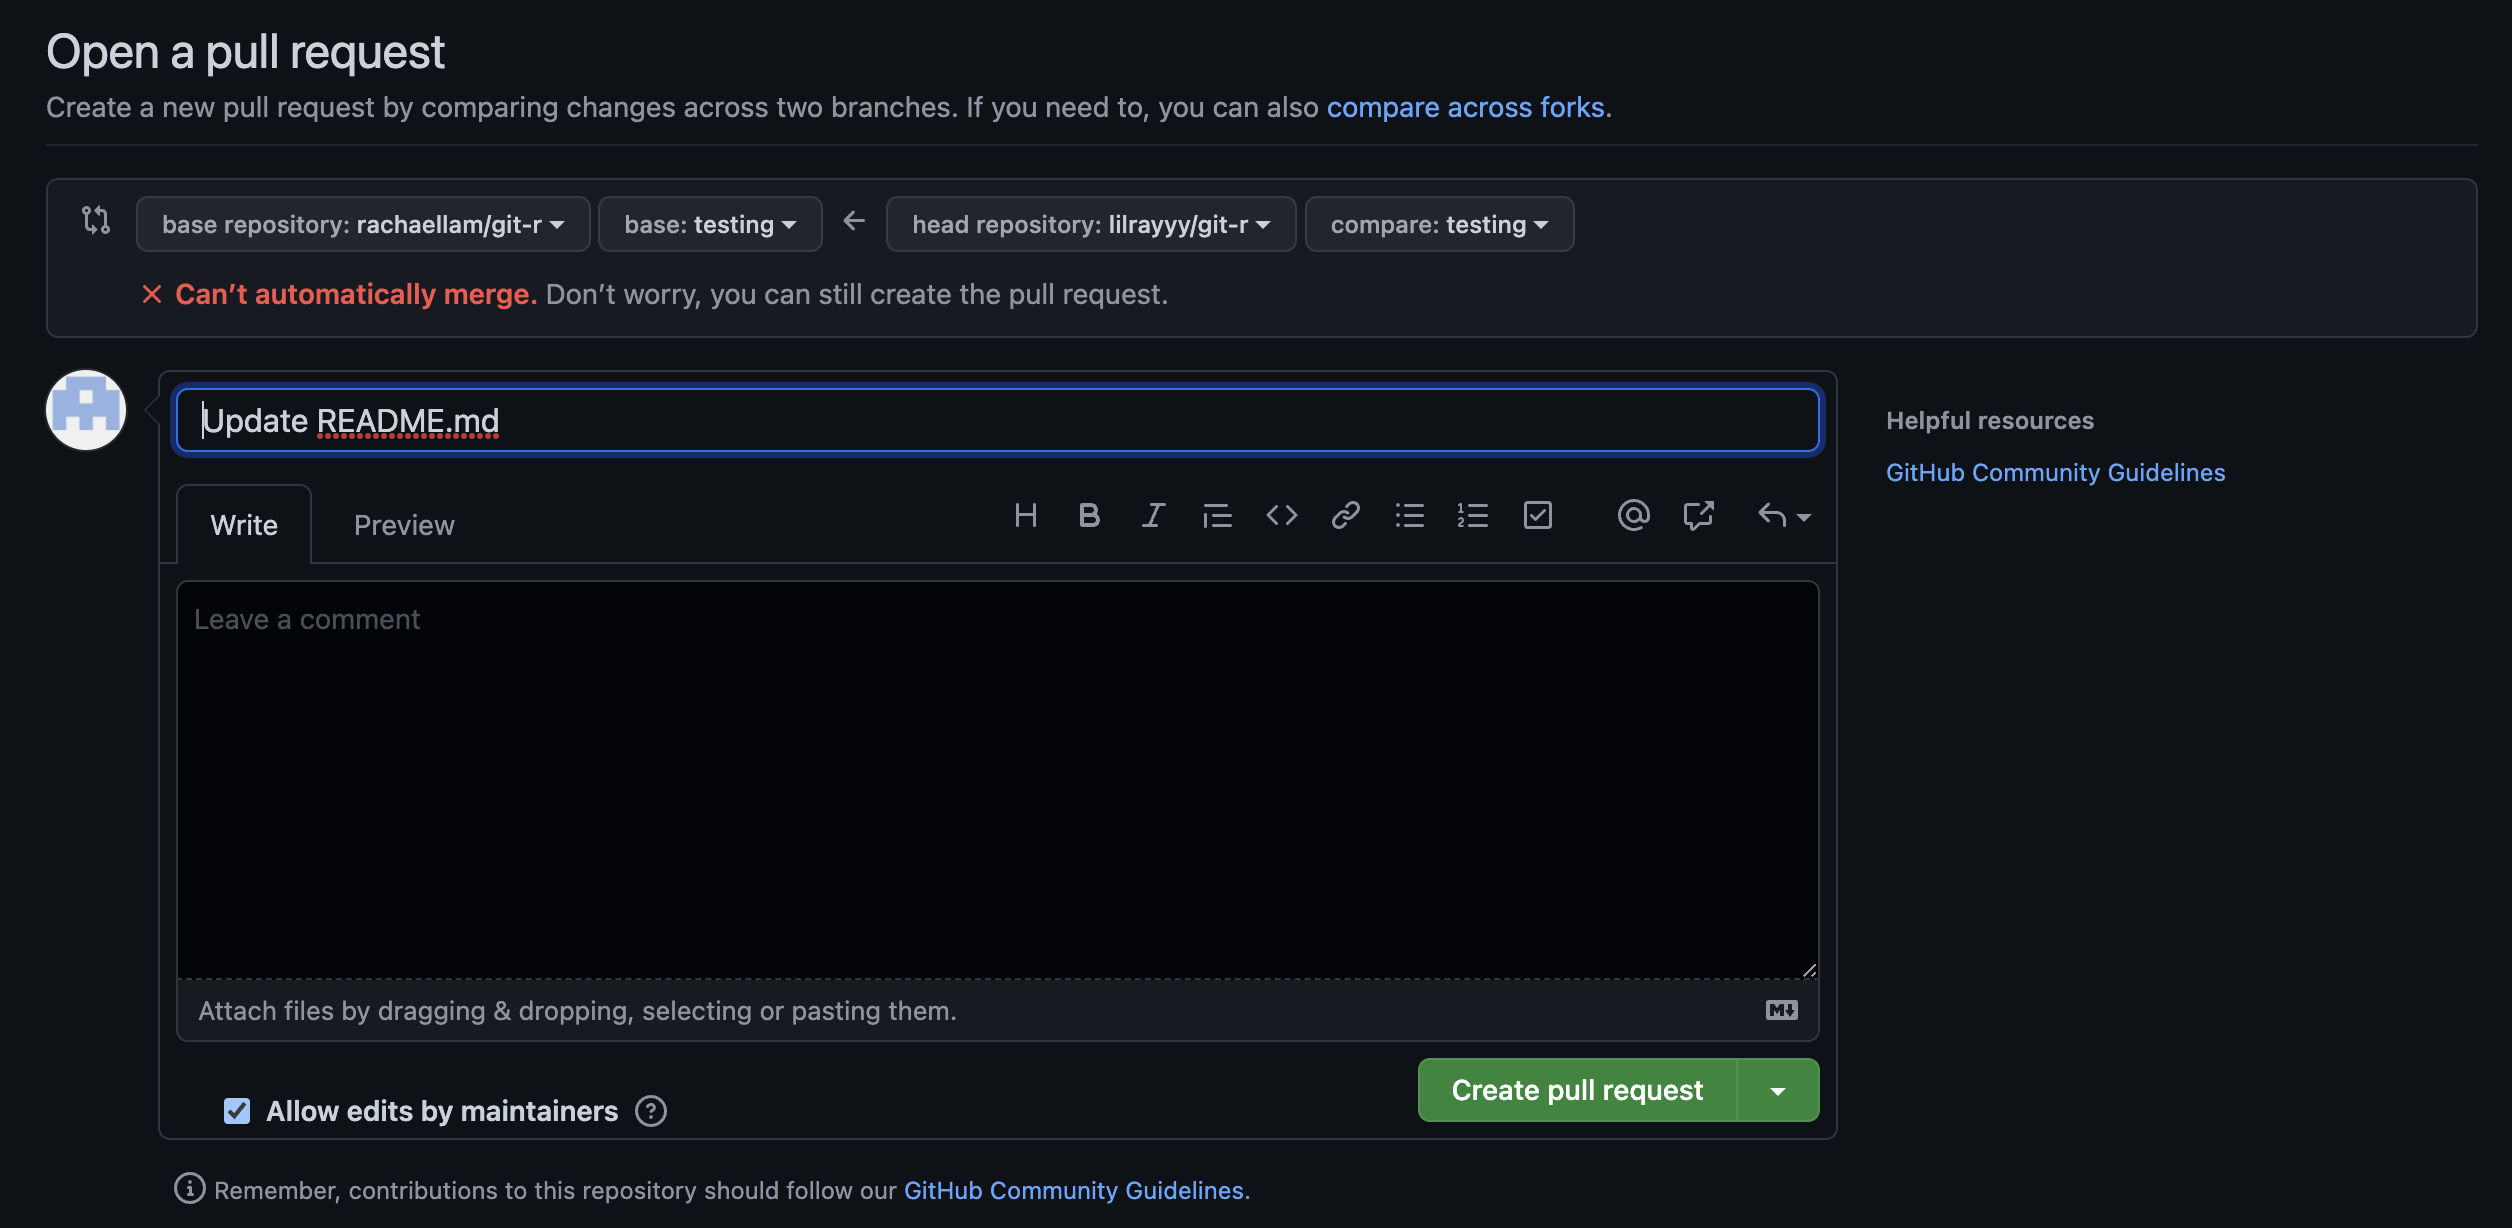 Open a pull request
Create a new pull request by comparing changes across two branches. If you need to, you can also compare across forks.
base repository: rachaellam/git-r base: testing head repository: lilrayyy/git-r compare: testing
Can’t automatically merge. Don’t worry, you can still create the pull request.
Update README.md
Helpful resources
GitHub Community Guidelines
Write Preview
Leave a comment
Attach files by dragging & dropping, selecting or pasting them.
Allow edits by maintainers
Create pull request
Remember, contributions to this repository should follow our GitHub Community Guidelines.